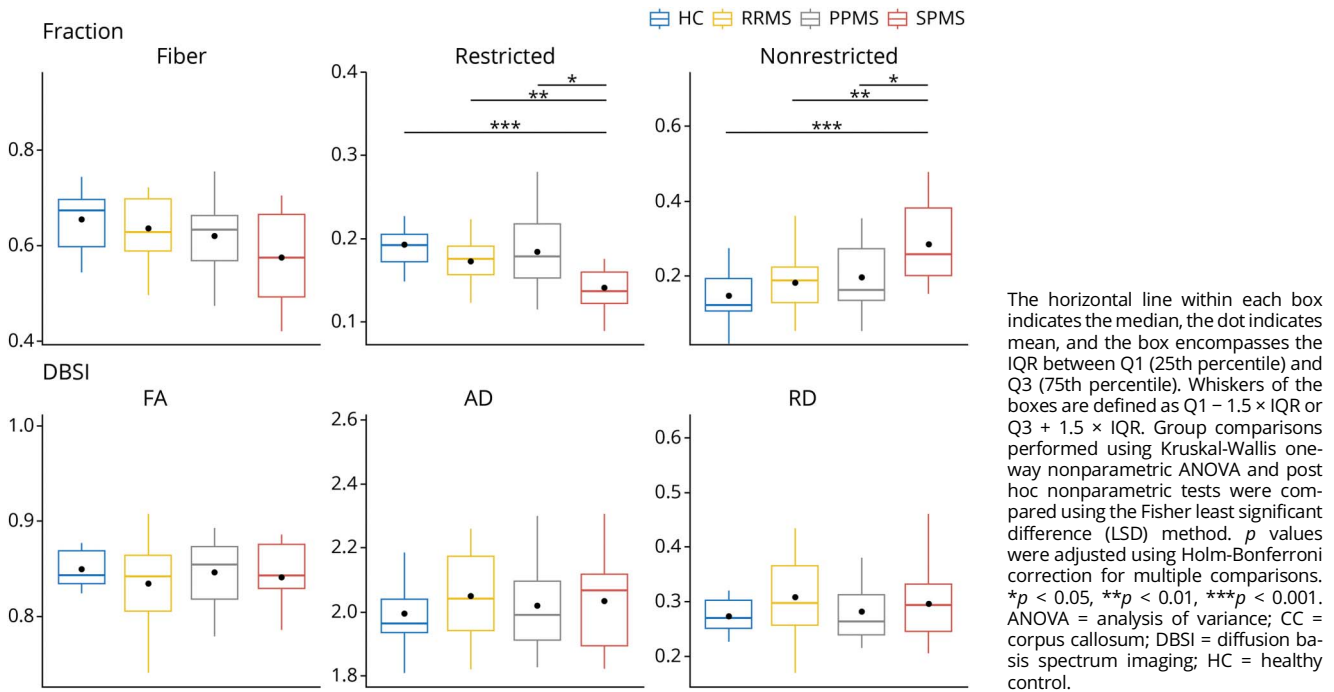 HC RRMS PPMS SPMS
Fraction
Fiber
0.8
0.6
0.4
Restricted
0.4
0.3
0.2
0.1
*
**
***
Nonrestricted
0.6
0.4
0.2
*
**
***
DBSI
FA
1.0
0.9
0.8
AD
2.6
2.4
2.2
2.0
1.8
RD
0.6
0.5
0.4
0.3
0.2
The horizontal line within each box
indicates the median, the dot indicates
mean, and the box encompasses the
IQR between Q1 (25th percentile) and
Q3 (75th percentile). Whiskers of the
boxes are defined as Q1 − 1.5 × IQR or
Q3 + 1.5 × IQR. Group comparisons
performed using Kruskal-Wallis one-
way nonparametric ANOVA and post
hoc nonparametric tests were com-
pared using the Fisher least significant
difference (LSD) method. p values
were adjusted using Holm-Bonferroni
correction for multiple comparisons.
*p < 0.05, **p < 0.01, ***p < 0.001.
ANOVA = analysis of variance; CC =
corpus callosum; DBSI = diffusion ba-
sis spectrum imaging; HC = healthy
control.